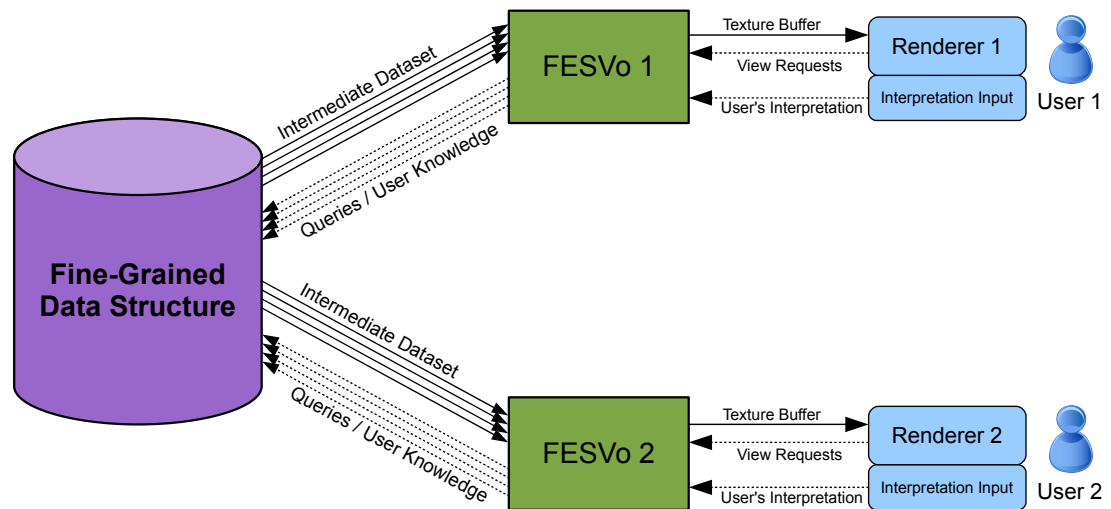 Texture Buffer
FESVo 1
Renderer 1
View Requests
Intermediate Dataset
Interpretation Input
User's Interpretation
User 1
Queries / User Knowledge
Fine-Grained
Data Structure
Intermediate Dataset
Queries / User Knowledge
Texture Buffer
FESVo 2
Renderer 2
View Requests
Interpretation Input
User's Interpretation
User 2